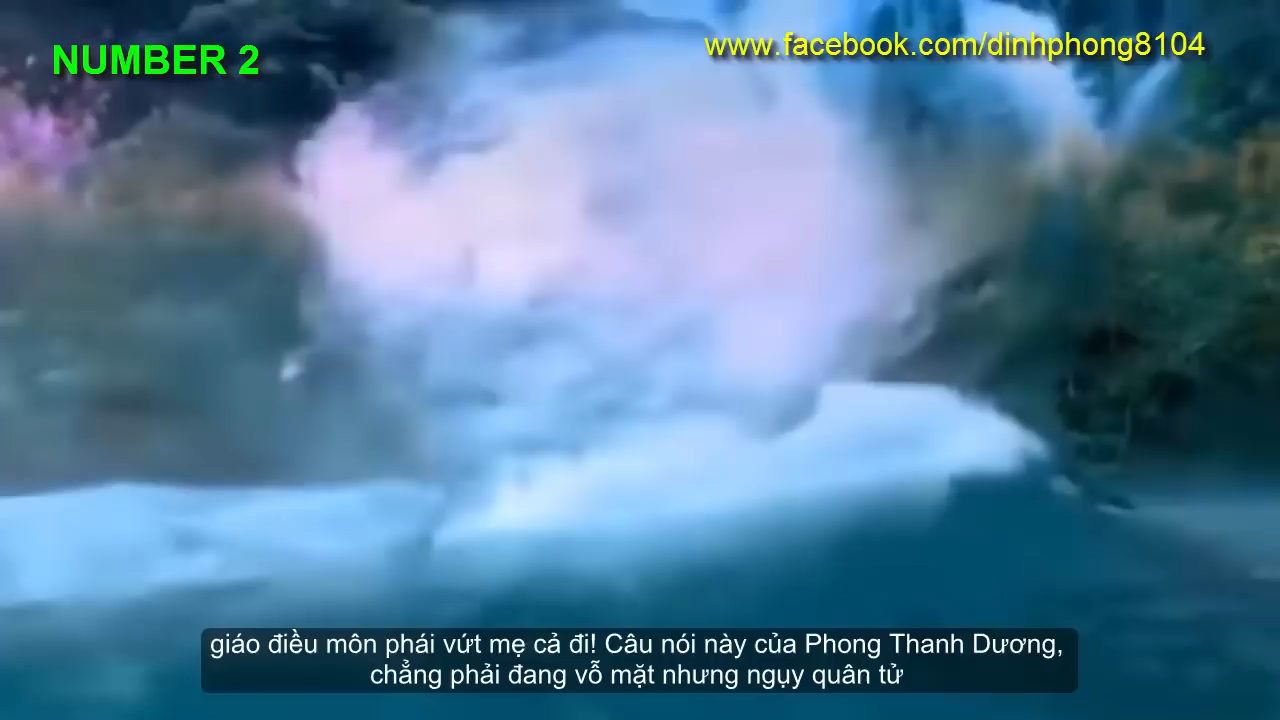 NUMBER 2
www.facebook.com/dinhphong8104
giáo điều môn phái vứt mẹ cả đi! Câu nói này của Phong Thanh Dương,
chẳng phải đang vỗ mặt nhưng ngụy quân tử